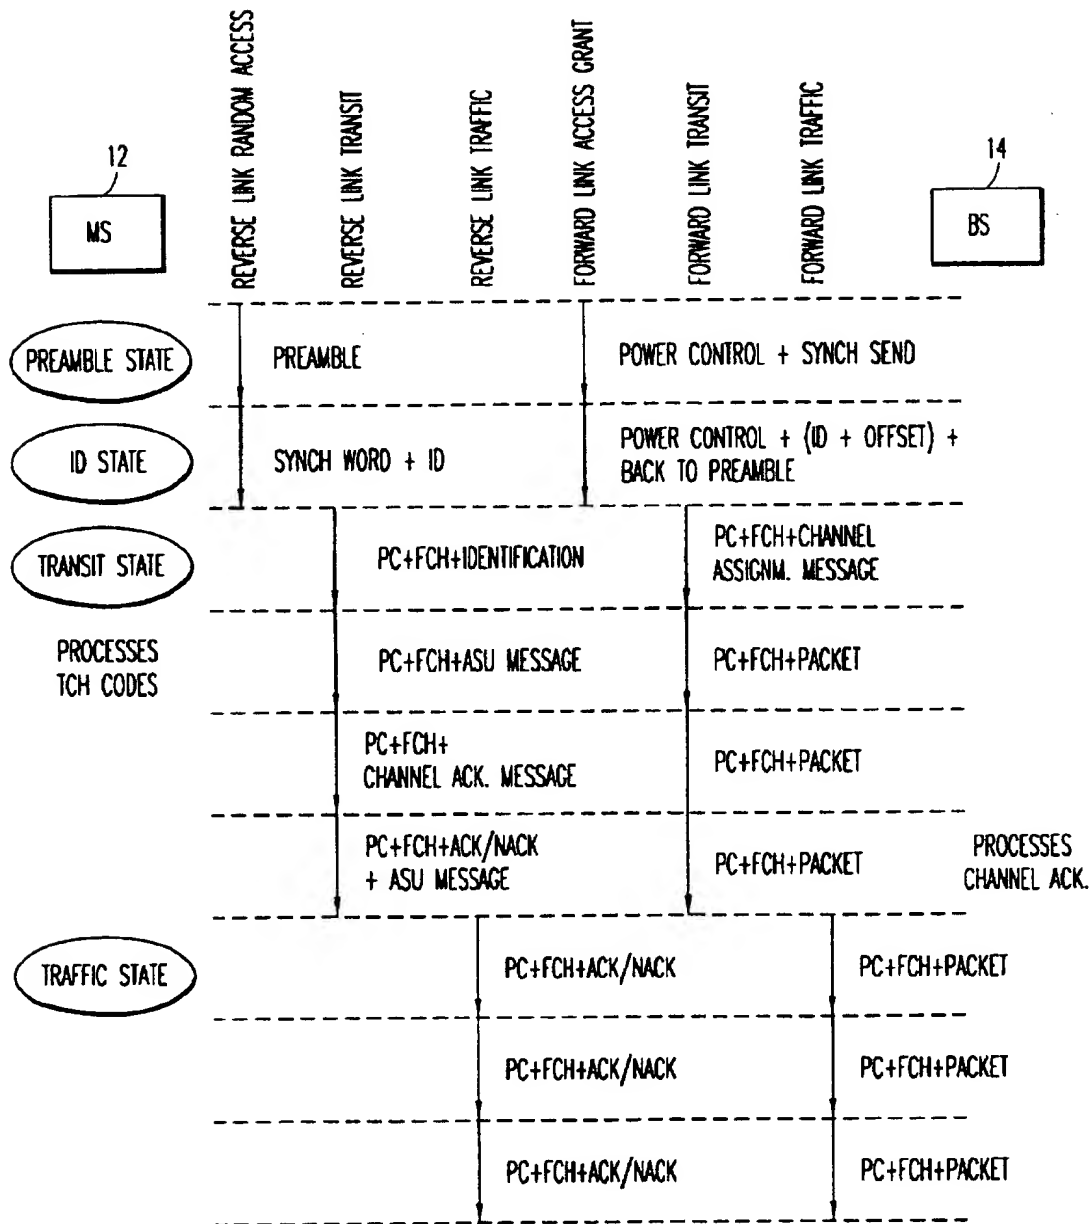 12
MS
REVERSE LINK RANDOM ACCESS
REVERSE LINK TRANSIT
REVERSE LINK TRAFFIC
FORWARD LINK ACCESS GRANT
FORWARD LINK TRANSIT
FORWARD LINK TRAFFIC
14
BS
PREAMBLE STATE
PREAMBLE
POWER CONTROL + SYNCH SEND
ID STATE
SYNCH WORD + ID
POWER CONTROL + (ID + OFFSET) +
BACK TO PREAMBLE
TRANSIT STATE
PC+FCH+IDENTIFICATION
PC+FCH+CHANNEL
ASSIGNM. MESSAGE
PROCESSES
TCH CODES
PC+FCH+ASU MESSAGE
PC+FCH+PACKET
PC+FCH+
CHANNEL ACK. MESSAGE
PC+FCH+PACKET
PC+FCH+ACK/NACK
+ ASU MESSAGE
PC+FCH+PACKET
PROCESSES
CHANNEL ACK.
TRAFFIC STATE
PC+FCH+ACK/NACK
PC+FCH+PACKET
PC+FCH+ACK/NACK
PC+FCH+PACKET
PC+FCH+ACK/NACK
PC+FCH+PACKET